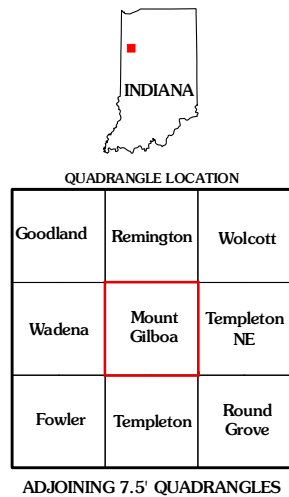 INDIANA
QUADRANGLE LOCATION
Goodland Remington Wolcott
Wadena Mount Gilboa Templeton NE
Fowler Templeton Round Grove
ADJOINING 7.5' QUADRANGLES